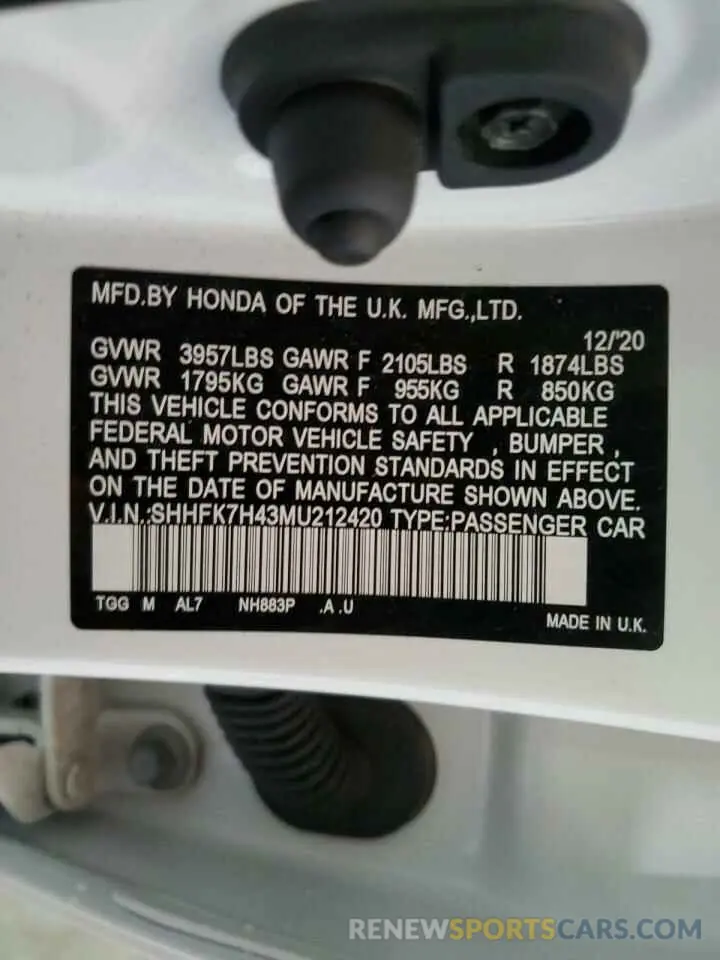 MFD.BY HONDA OF THE U.K. MFG.,LTD.
12/'20
GVWR 3957LBS GAWR F 2105LBS R 1874LBS
GVWR 1795KG GAWR F 955KG R 850KG
THIS VEHICLE CONFORMS TO ALL APPLICABLE
FEDERAL MOTOR VEHICLE SAFETY , BUMPER ,
AND THEFT PREVENTION STANDARDS IN EFFECT
ON THE DATE OF MANUFACTURE SHOWN ABOVE.
V.I.N.:SHHFK7H43MU212420 TYPE:PASSENGER CAR
TGG M AL7 NH883P .A .U
MADE IN U.K.
RENEWSPORTSCARS.COM